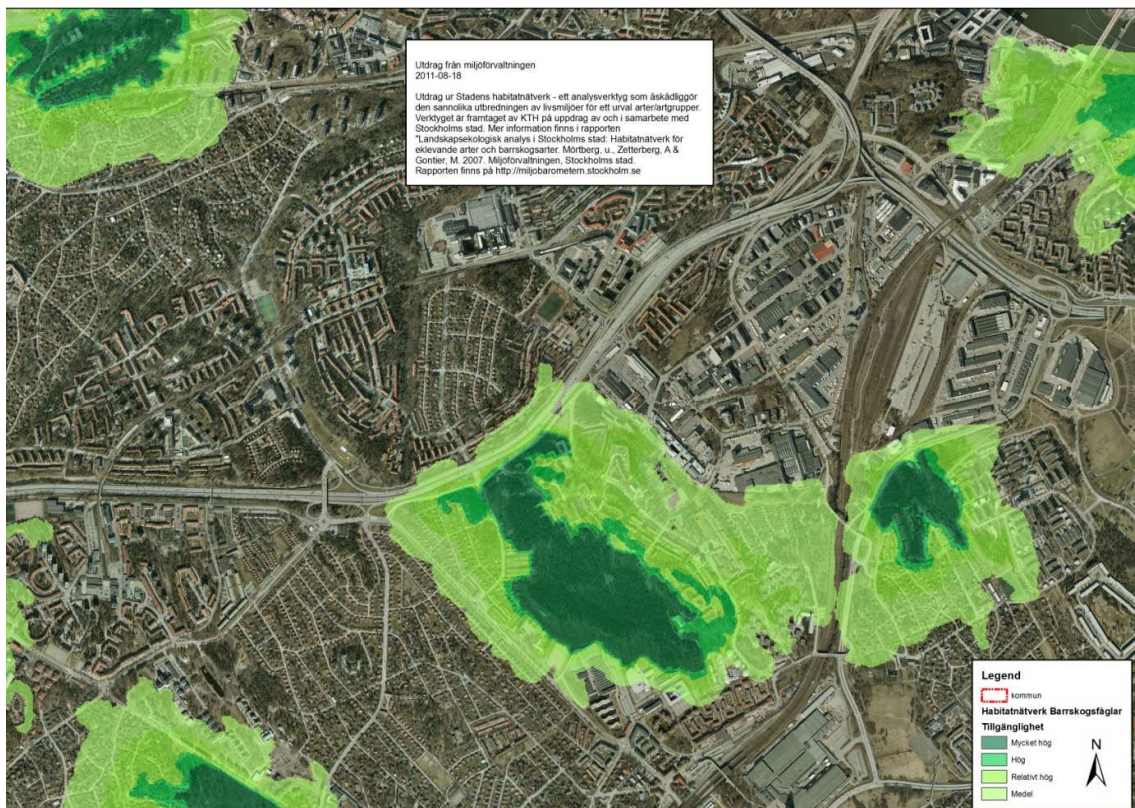 Utdrag från miljöförvaltningen
2011-08-18
Utdrag ur Stadens habitatnätverk - ett analysverktyg som åskådliggör
den sannolika utbredningen av livsmiljöer för ett urval arter/artgrupper.
Verktyget är framtaget av KTH på uppdrag av och i samarbete med
Stockholms stad. Mer information finns i rapporten
"Landskapsekologisk analys i Stockholms stad: Habitatnätverk för
eklevande arter och barrskogsarter. Mörtberg, u., Zetterberg, A &
Gontier, M. 2007. Miljöförvaltningen, Stockholms stad.
Rapporten finns på http://miljobarometern.stockholm.se
Legend
kommun
Habitatnätverk Barrskogsfåglar
Tillgänglighet
Mycket hög
Hög
Relativt hög
Medel
N